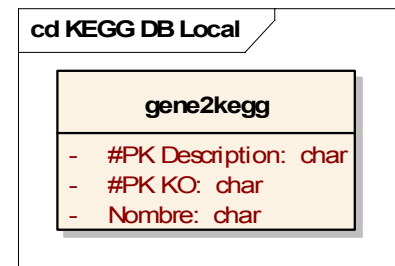 cd KEGG DB Local
gene2kegg
- #PK Description: char
- #PK KO: char
- Nombre: char